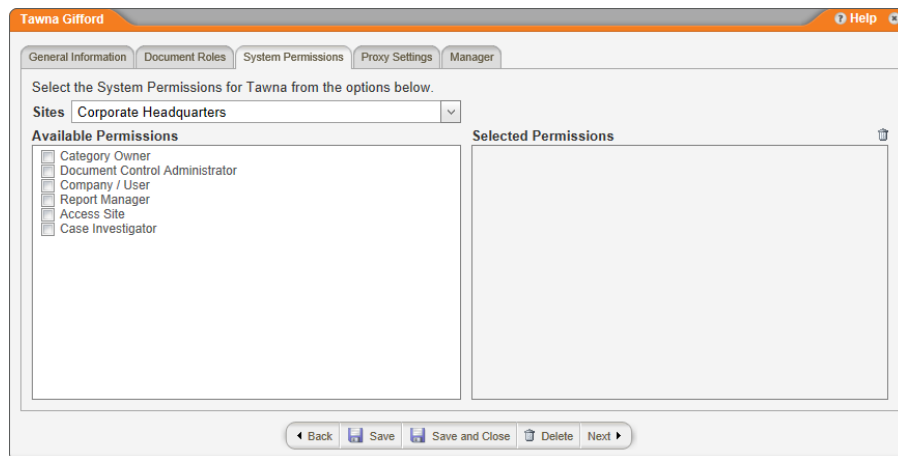 Tawna Gifford
Help
General Information Document Roles System Permissions Proxy Settings Manager
Select the System Permissions for Tawna from the options below.
Sites Corporate Headquarters
Available Permissions Selected Permissions
Category Owner
Document Control Administrator
Company / User
Report Manager
Access Site
Case Investigator
Back Save Save and Close Delete Next